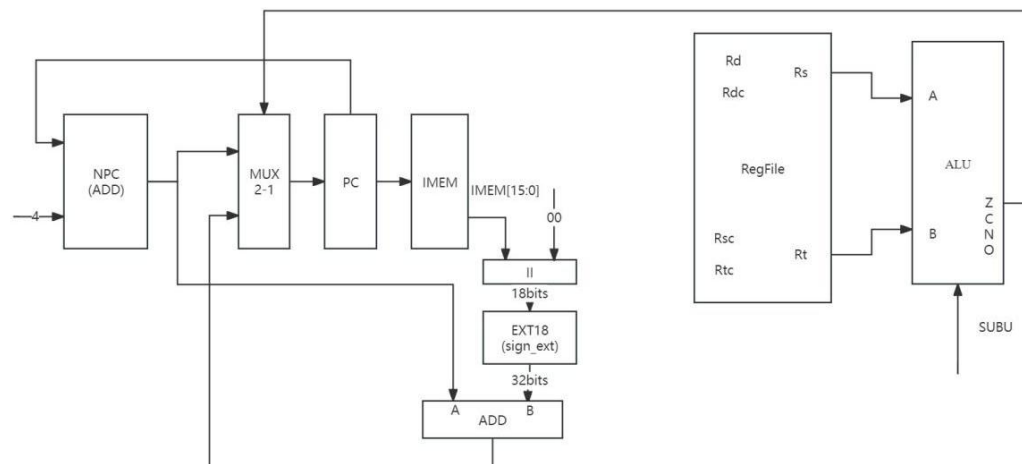 NPC
(ADD)
4
MUX
2-1
PC
IMEM
IMEM[15:0]
00
II
18bits
EXT18
(sign_ext)
32bits
A
B
ADD
Rd
Rs
Rdc
RegFile
Rsc
Rt
Rtc
A
ALU
B
Z
C
N
O
SUBU